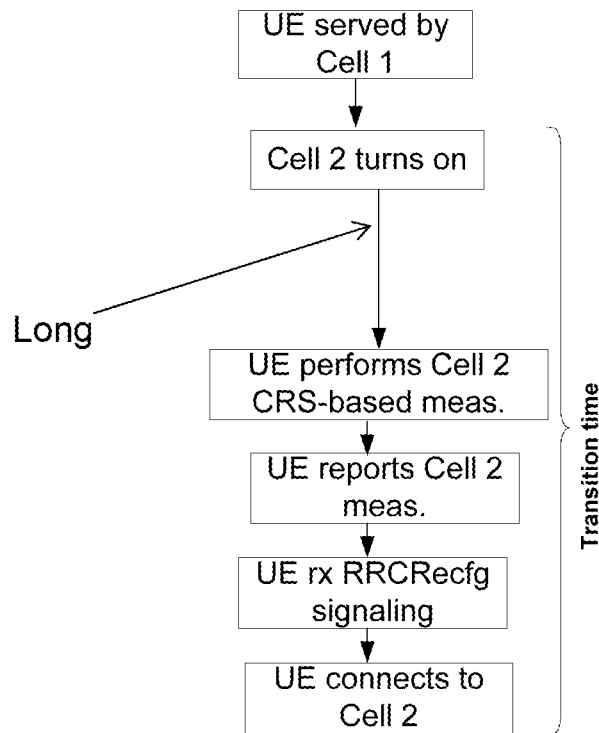 UE served by
Cell 1
Cell 2 turns on
Long
UE performs Cell 2
CRS-based meas.
UE reports Cell 2
meas.
UE rx RRCRecfg
signaling
UE connects to
Cell 2
Transition time